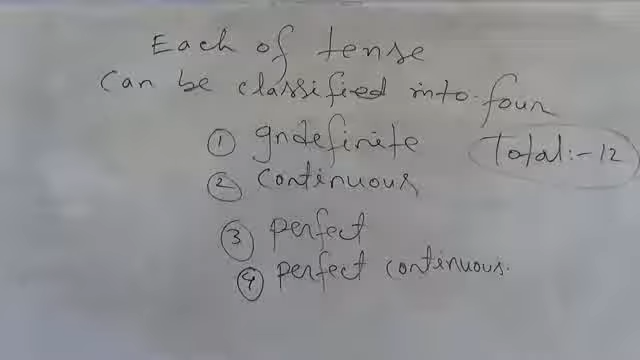 Each of tense
can be classified into four
① Indefinite
Total:- 12
② continuous
③ perfect
④ perfect continuous.